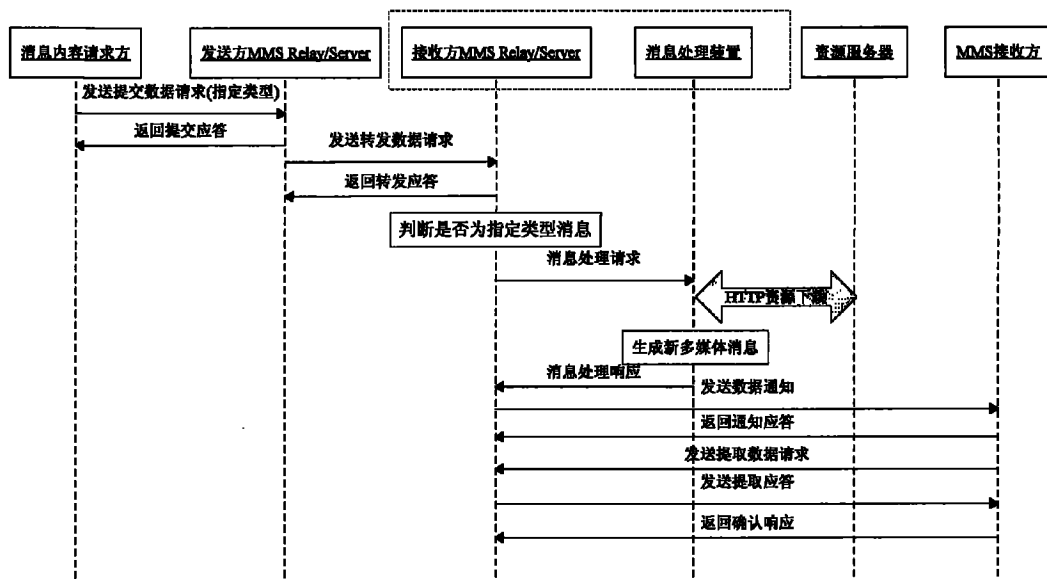 消息内容请求方
发送方MMS Relay/Server
接收方MMS Relay/Server
消息处理装置
资源服务器
MMS接收方
发送提交数据请求(指定类型)
返回提交应答
发送转发数据请求
返回转发应答
判断是否为指定类型消息
消息处理请求
HTTP资源下载
生成新多媒体消息
消息处理响应
发送数据通知
返回通知应答
发送提取数据请求
发送提取应答
返回确认响应